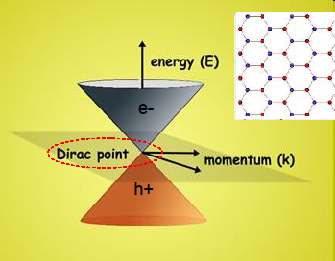 energy (E)
e-
Dirac point
momentum (k)
h+